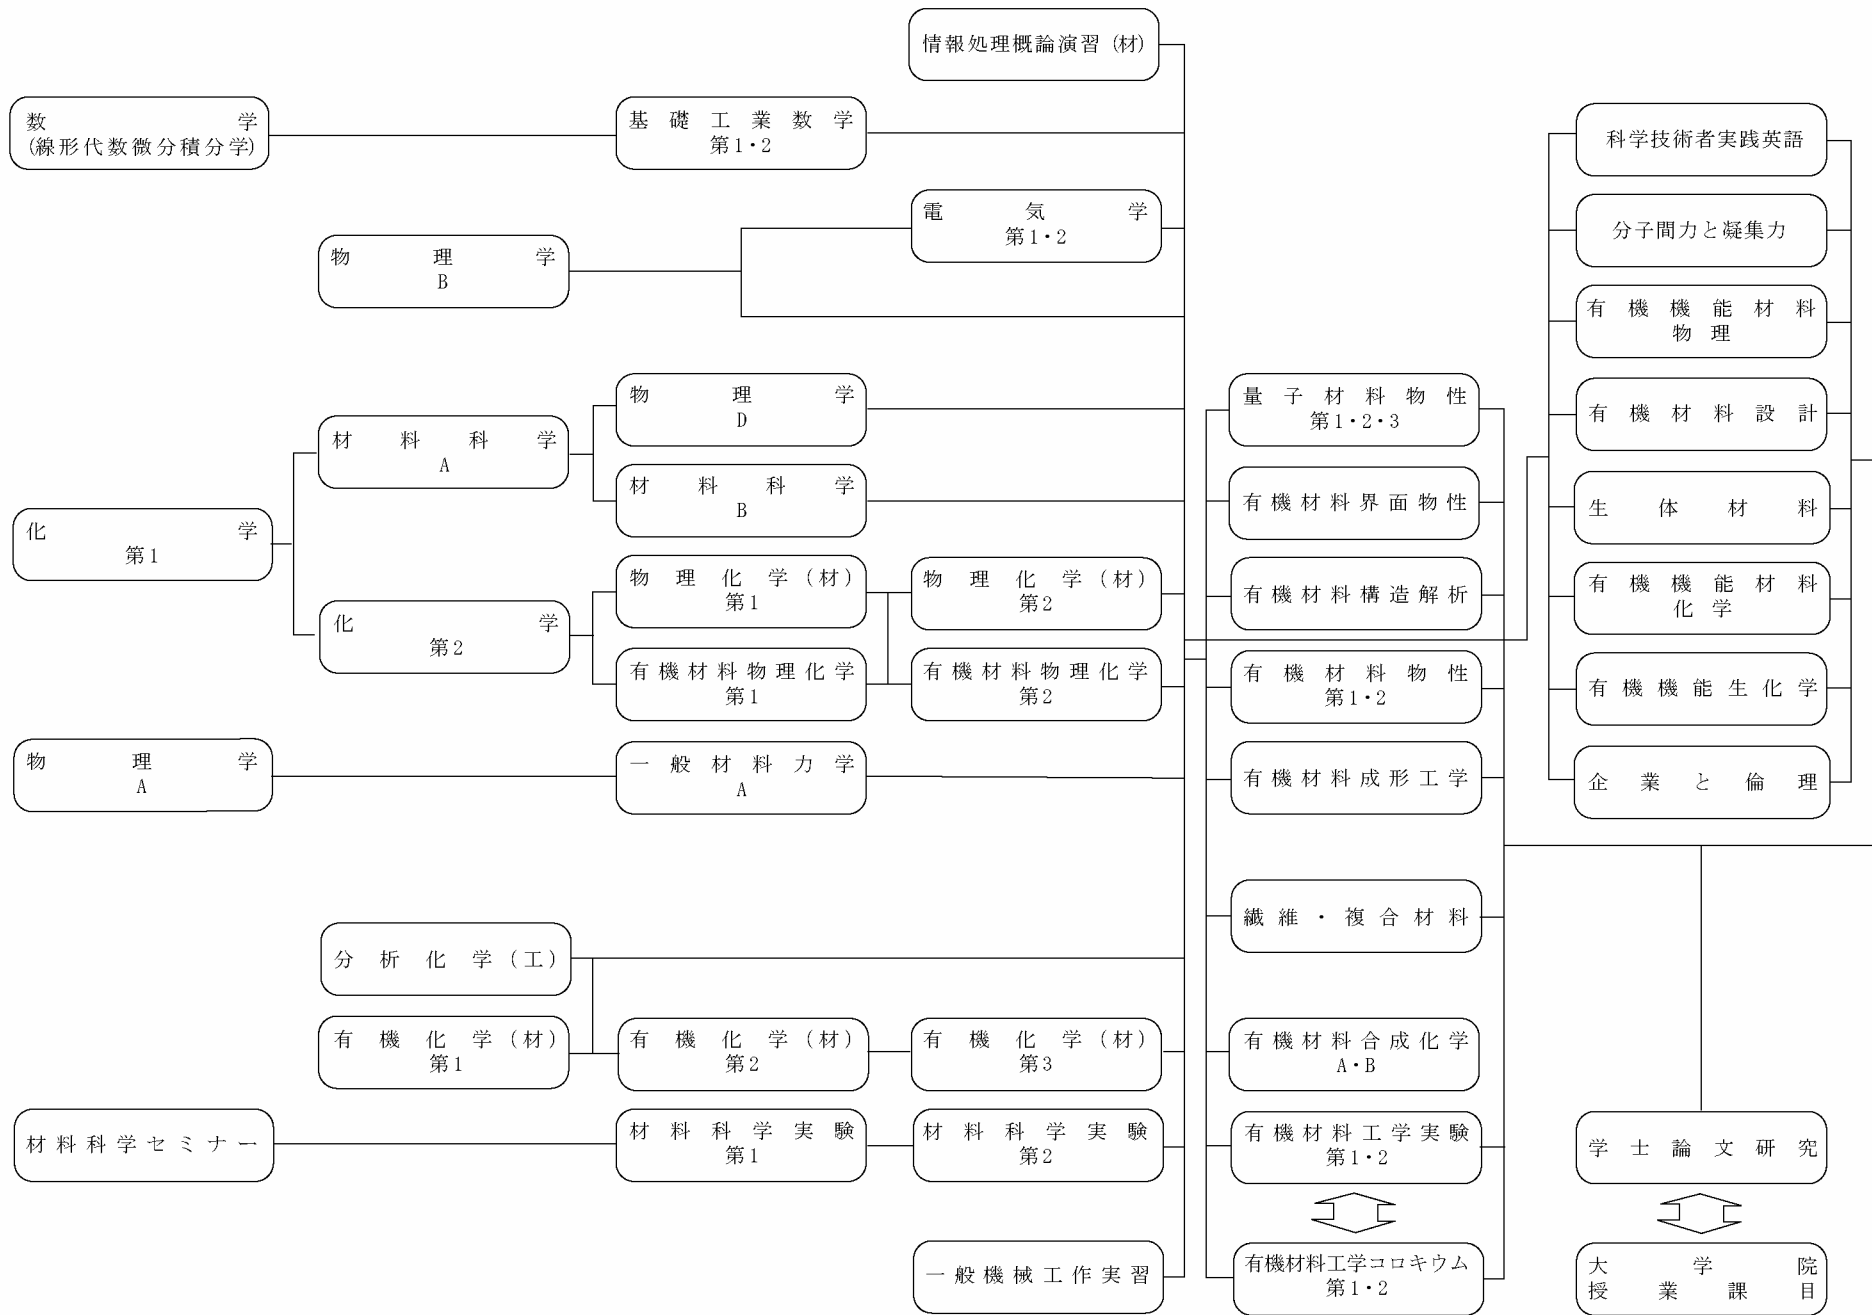 情報処理概論演習(材)
数学
(線形代数微分積分学)
基礎工業数学
第1・2
電気学
第1・2
物理学
B
物理学
D
材料科学
A
材料科学
B
化学
第1
物理化学(材)
第1
物理化学(材)
第2
化学
第2
有機材料物理化学
第1
有機材料物理化学
第2
物理学
A
一般材料力学
A
分析化学(工)
有機化学(材)
第1
有機化学(材)
第2
有機化学(材)
第3
材料科学セミナー
材料科学実験
第1
材料科学実験
第2
一般機械工作実習
量子材料物性
第1・2・3
有機材料界面物性
有機材料構造解析
有機材料物性
第1・2
有機材料成形工学
繊維・複合材料
有機材料合成化学
A・B
有機材料工学実験
第1・2
有機材料工学コロキウム
第1・2
科学技術者実践英語
分子間力と凝集力
有機機能材料
物理
有機材料設計
生体材料
有機機能材料
化学
有機機能生化学
企業と倫理
学士論文研究
大学院
授業課目